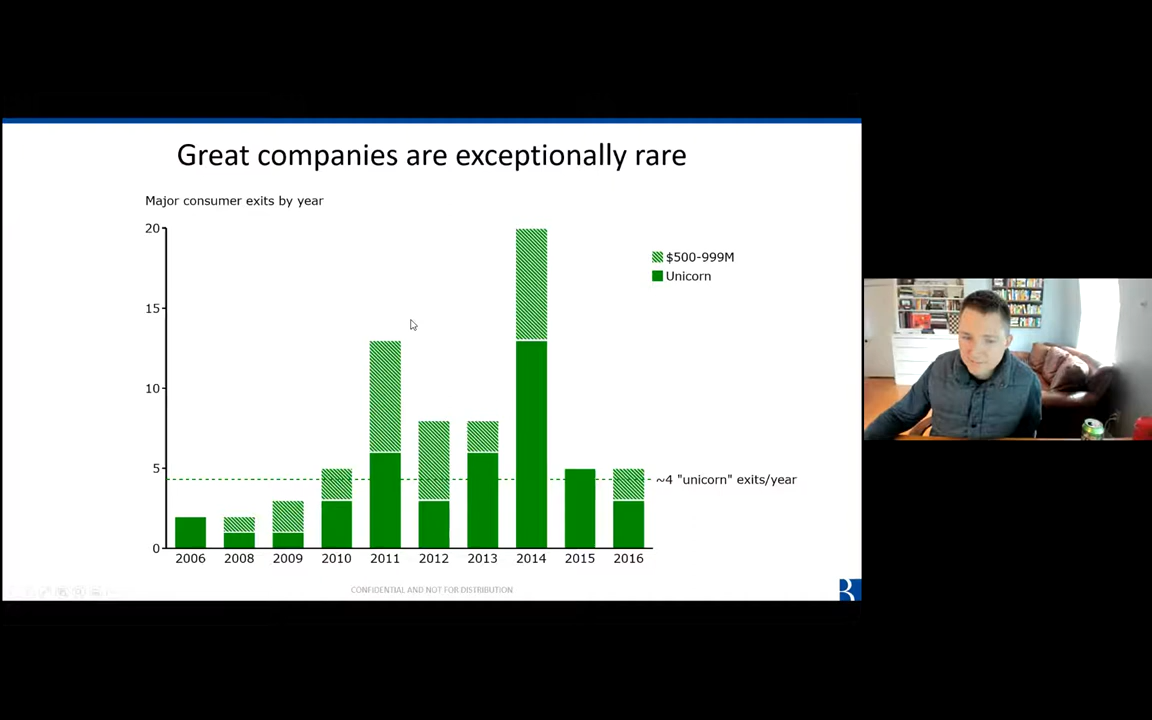 Great companies are exceptionally rare
Major consumer exits by year
20
15
10
5
0
$500-999M
Unicorn
~4 "unicorn" exits/year
2006 2008 2009 2010 2011 2012 2013 2014 2015 2016
CONFIDENTIAL AND NOT FOR DISTRIBUTION
B